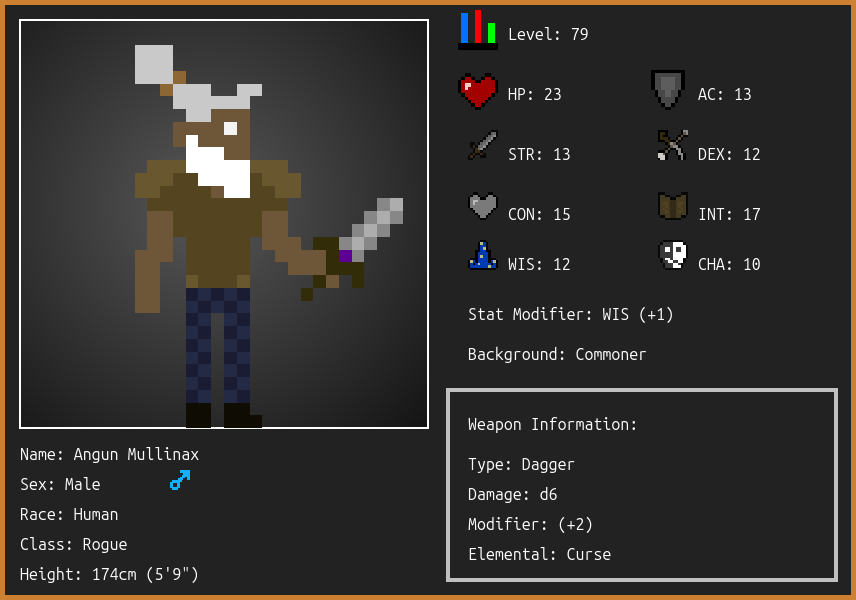 Level: 79
HP: 23
AC: 13
STR: 13
DEX: 12
CON: 15
INT: 17
WIS: 12
CHA: 10
Stat Modifier: WIS (+1)
Background: Commoner
Weapon Information:
Type: Dagger
Damage: d6
Modifier: (+2)
Elemental: Curse
Name: Angun Mullinax
Sex: Male
Race: Human
Class: Rogue
Height: 174cm (5'9")